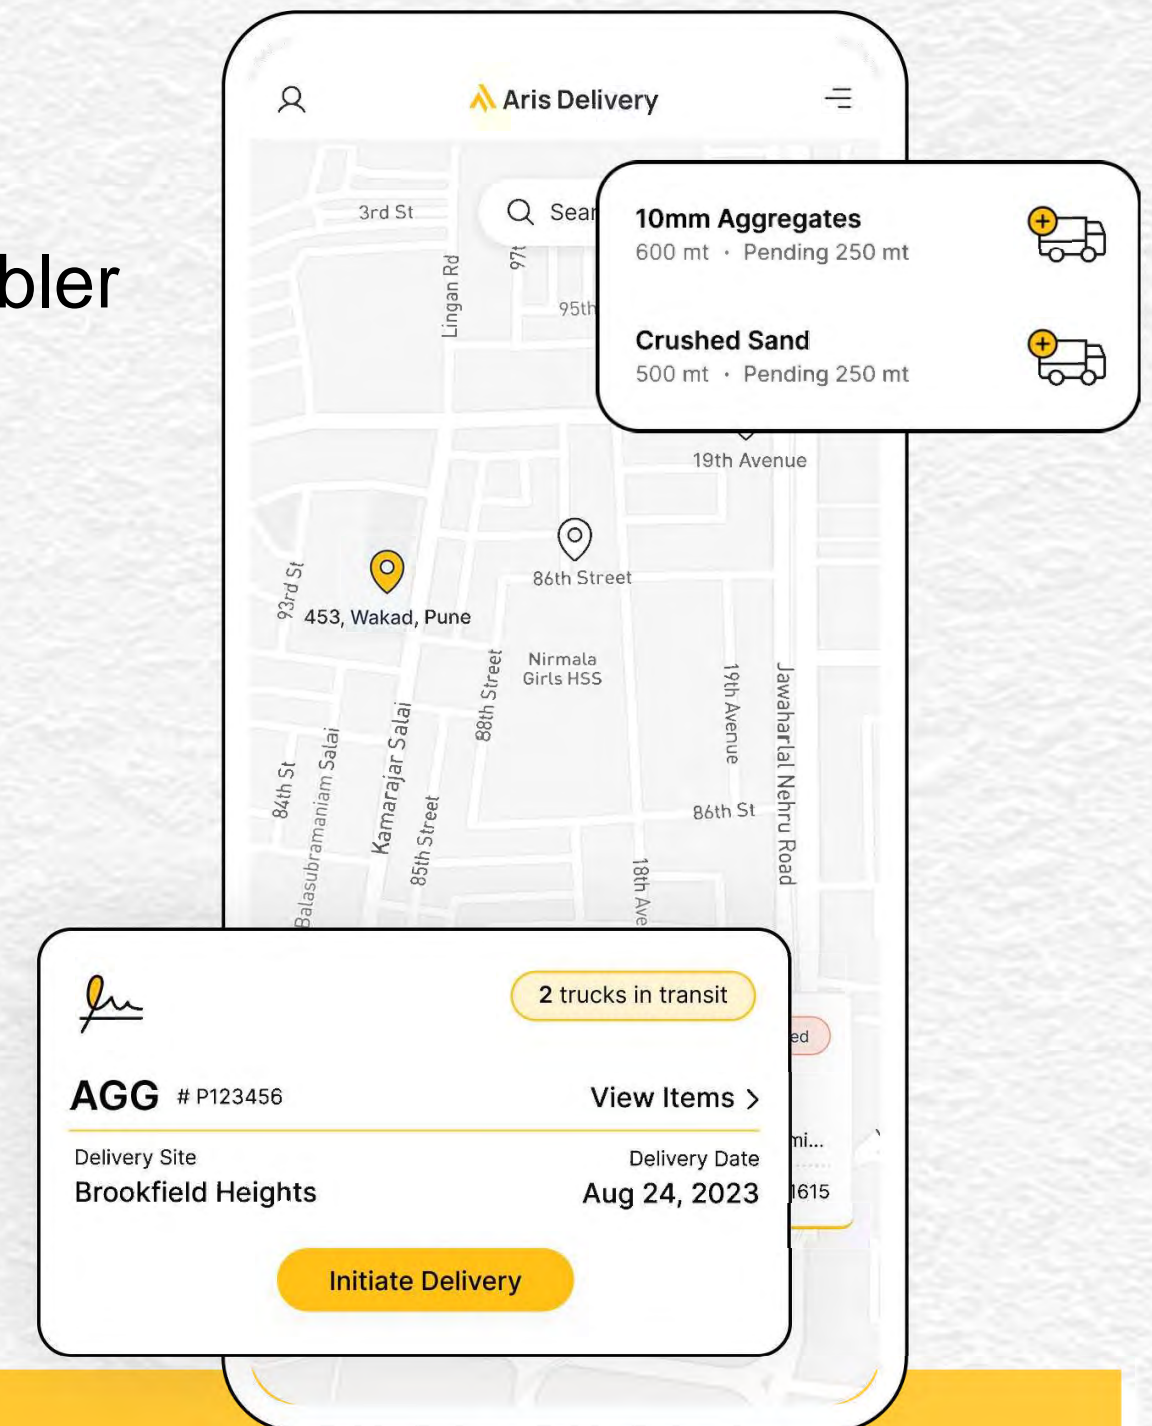 Aris Delivery
bler
3rd St
Lingan Rd
10mm Aggregates
600 mt · Pending 250 mt
Crushed Sand
500 mt · Pending 250 mt
95th
19th Avenue
86th Street
93rd St
453, Wakad, Pune
Nirmala
Girls HSS
88th Street
19th Avenue
Jawaharlal Nehru Road
84th St
Balasubramaniam Salai
Kamarajar Salai
85th Street
86th St
18th Ave
2 trucks in transit
AGG # P123456
View Items >
Delivery Site
Delivery Date
Brookfield Heights
Aug 24, 2023
1615
Initiate Delivery